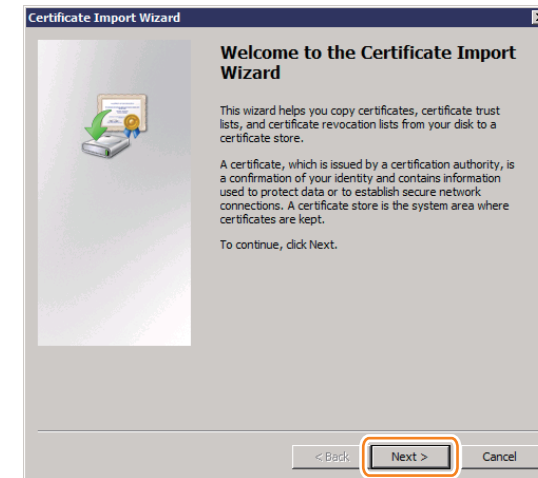 Certificate Import Wizard
Welcome to the Certificate Import
Wizard
This wizard helps you copy certificates, certificate trust
lists, and certificate revocation lists from your disk to a
certificate store.
A certificate, which is issued by a certification authority, is
a confirmation of your identity and contains information
used to protect data or to establish secure network
connections. A certificate store is the system area where
certificates are kept.
To continue, click Next.
< Back Next > Cancel